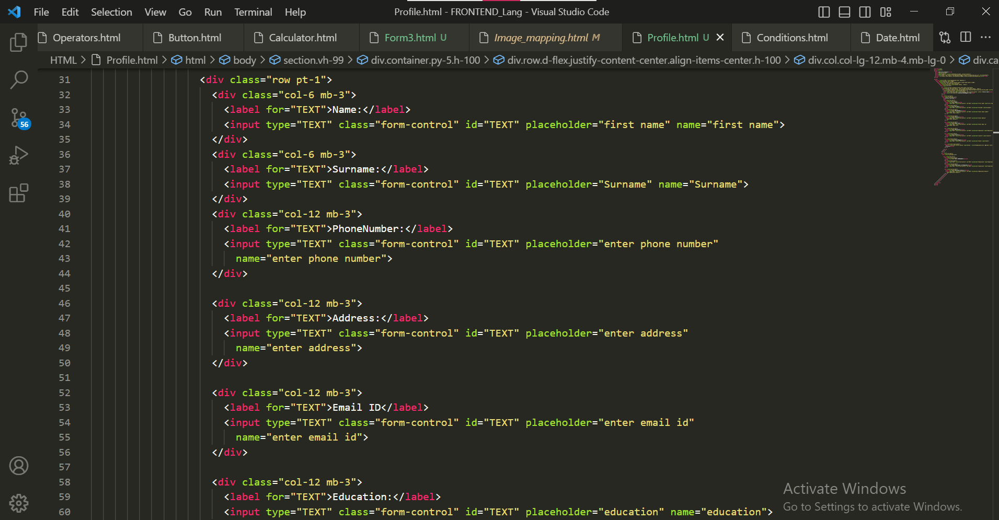 File Edit Selection View Go Run Terminal Help
Profile.html - FRONTEND_Lang - Visual Studio Code
Operators.html Button.html Calculator.html Form3.html U Image_mapping.html M Profile.html U Conditions.html Date.html
HTML > Profile.html > html > body > section.vh-99 > div.container.py-5.h-100 > div.row.d-flex.justify-content-center.align-items-center.h-100 > div.col.col-lg-12.mb-4.mb-lg-0 > div.ca
56
31 <div class="row pt-1">
32 <div class="col-6 mb-3">
33 <label for="TEXT">Name:</label>
34 <input type="TEXT" class="form-control" id="TEXT" placeholder="first name" name="first name">
35 </div>
36 <div class="col-6 mb-3">
37 <label for="TEXT">Surname:</label>
38 <input type="TEXT" class="form-control" id="TEXT" placeholder="Surname" name="Surname">
39 </div>
40 <div class="col-12 mb-3">
41 <label for="TEXT">PhoneNumber:</label>
42 <input type="TEXT" class="form-control" id="TEXT" placeholder="enter phone number"
43 name="enter phone number">
44 </div>
45
46 <div class="col-12 mb-3">
47 <label for="TEXT">Address:</label>
48 <input type="TEXT" class="form-control" id="TEXT" placeholder="enter address"
49 name="enter address">
50 </div>
51
52 <div class="col-12 mb-3">
53 <label for="TEXT">Email ID</label>
54 <input type="TEXT" class="form-control" id="TEXT" placeholder="enter email id"
55 name="enter email id">
56 </div>
57
58 <div class="col-12 mb-3">
59 <label for="TEXT">Education:</label>
60 <input type="TEXT" class="form-control" id="TEXT" placeholder="education" name="education">
Activate Windows
Go to Settings to activate Windows.